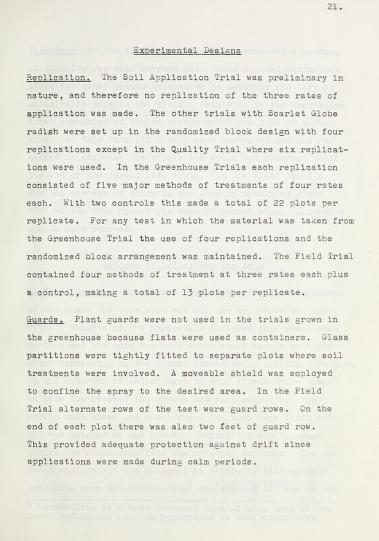 21.
Experimental Designs
Replication. The Soil Application Trial was preliminary in
nature, and therefore no replication of the three rates of
application was made. The other trials with Scarlet Globe
radish were set up in the randomized block design with four
replications except in the Quality Trial where six replicat-
ions were used. In the Greenhouse Trials each replication
consisted of five major methods of treatments of four rates
each. With two controls this made a total of 22 plots per
replicate. For any test in which the material was taken from
the Greenhouse Trial the use of four replications and the
randomized block arrangement was maintained. The Field Trial
contained four methods of treatment at three rates each plus
a control, making a total of 13 plots per replicate.
Guards. Plant guards were not used in the trials grown in
the greenhouse because flats were used as containers. Glass
partitions were tightly fitted to separate plots where soil
treatments were involved. A moveable shield was employed
to confine the spray to the desired area. In the Field
Trial alternate rows of the test were guard rows. On the
end of each plot there was also two feet of guard row.
This provided adequate protection against drift since
applications were made during calm periods.